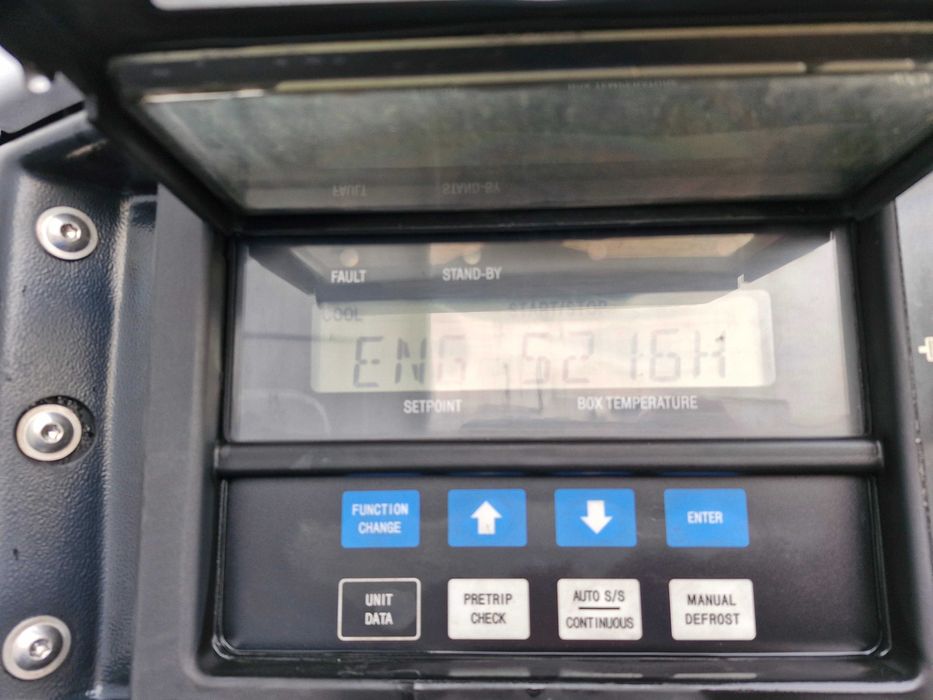 FAULT STAND-BY
COOL START/STOP
ENG 5216H
SETPOINT BOX TEMPERATURE
FUNCTION CHANGE
ENTER
UNIT DATA
PRETRIP CHECK
AUTO S/S CONTINUOUS
MANUAL DEFROST